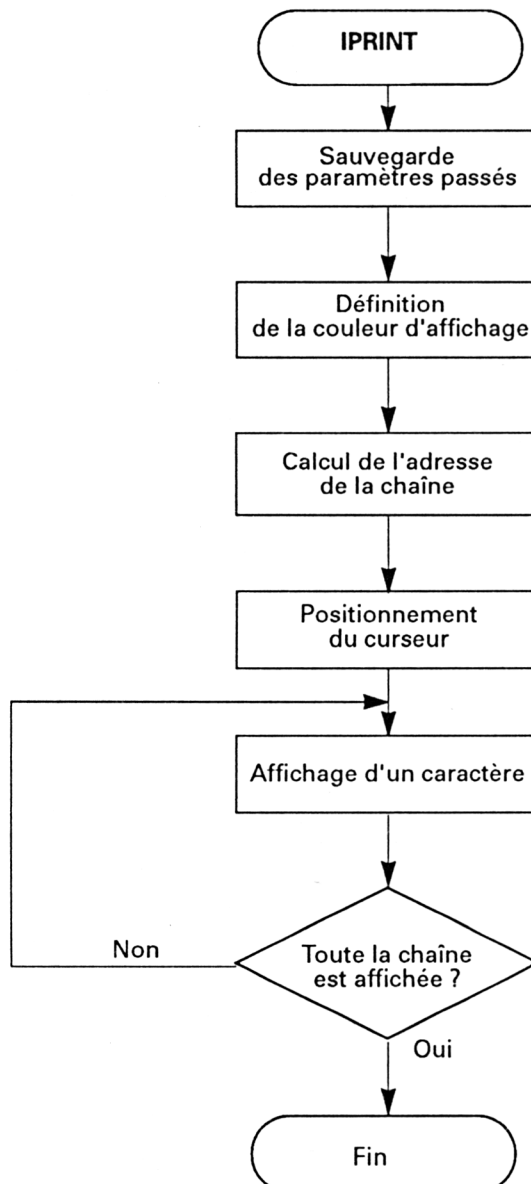 IPRINT
Sauvegarde
des paramètres passés
Définition
de la couleur d'affichage
Calcul de l'adresse
de la chaîne
Positionnement
du curseur
Affichage d'un caractère
Toute la chaîne
est affichée ?
Non
Oui
Fin